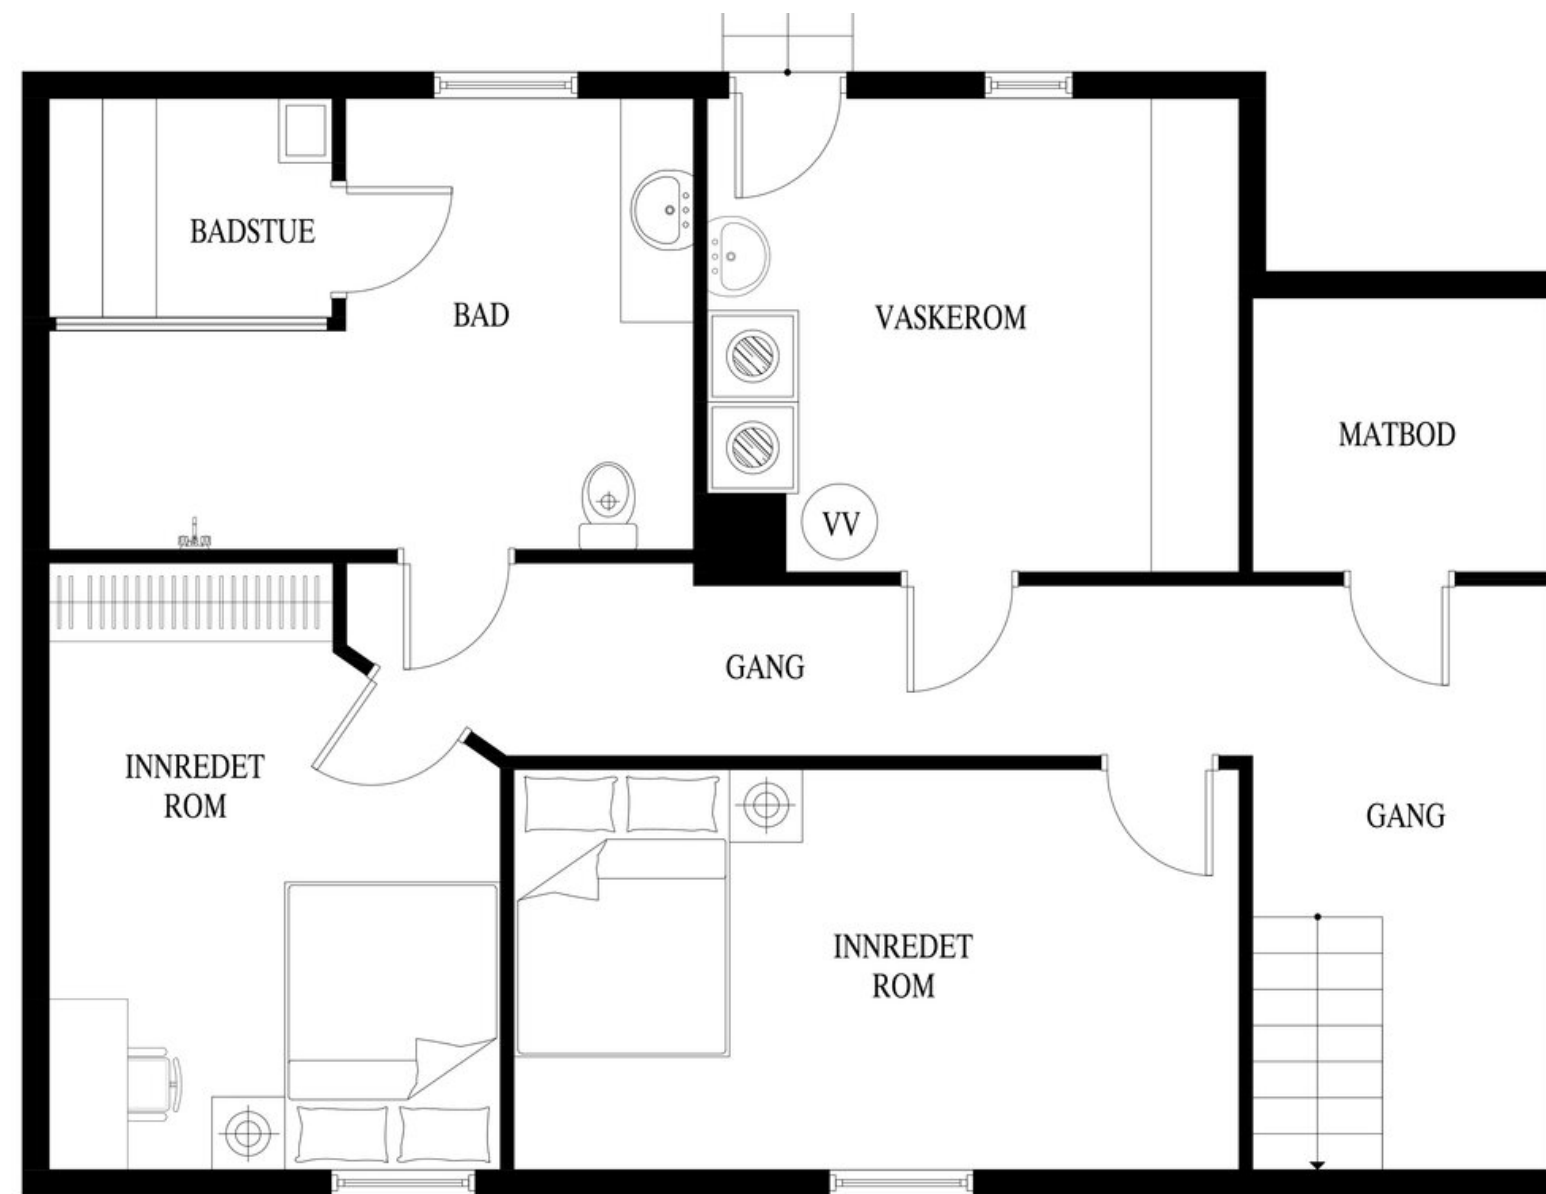 BADSTUE
BAD
VASKEROM
MATBOD
VV
GANG
INNREDET
ROM
GANG
INNREDET
ROM